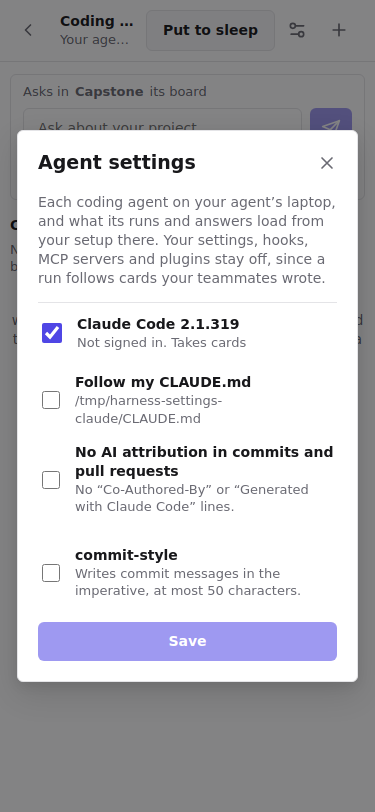 Coding ...
Your age...
Put to sleep
Asks in Capstone its board
Ask about your project
Agent settings
Each coding agent on your agent’s laptop,
and what its runs and answers load from
your setup there. Your settings, hooks,
MCP servers and plugins stay off, since a
run follows cards your teammates wrote.
Claude Code 2.1.319
Not signed in. Takes cards
Follow my CLAUDE.md
/tmp/harness-settings-
claude/CLAUDE.md
No AI attribution in commits and
pull requests
No “Co-Authored-By” or “Generated
with Claude Code” lines.
commit-style
Writes commit messages in the
imperative, at most 50 characters.
Save